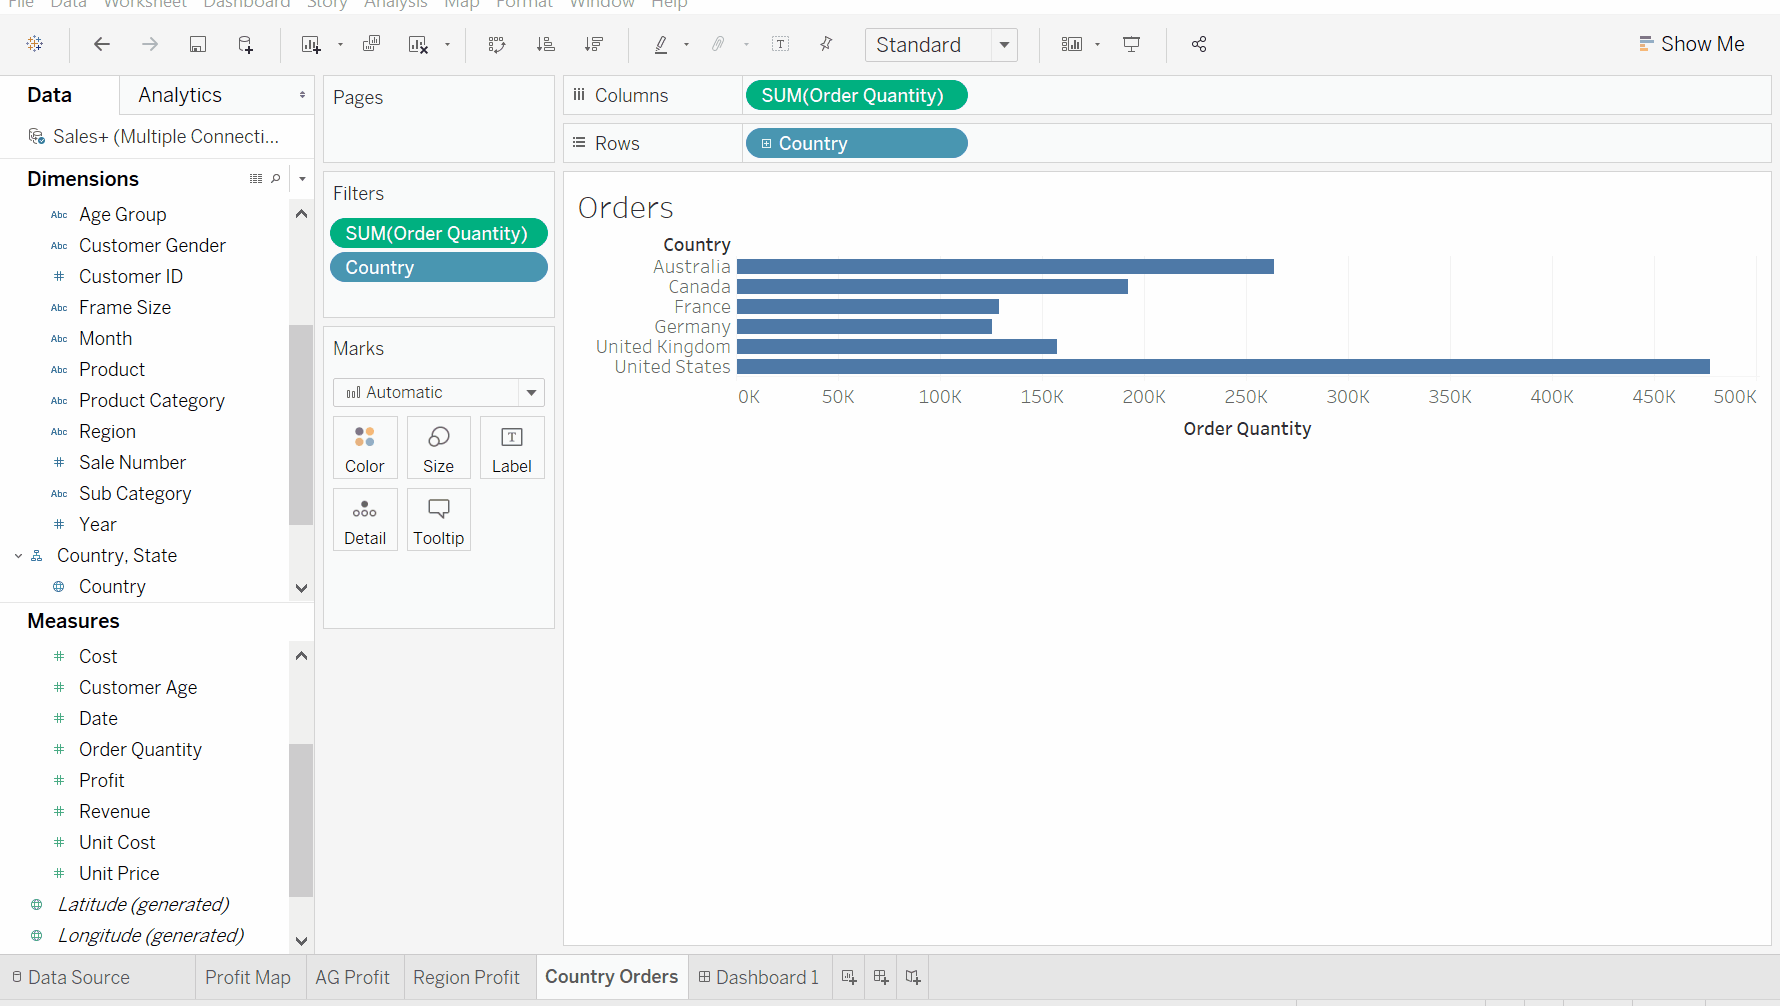 File Data Worksheet Dashboard Story Analysis Map Format Window Help
Standard
Show Me
Data
Analytics
Sales+ (Multiple Connecti...
Dimensions
Abc Age Group
Abc Customer Gender
# Customer ID
Abc Frame Size
Abc Month
Abc Product
Abc Product Category
Abc Region
# Sale Number
Abc Sub Category
# Year
Country, State
Country
Measures
# Cost
# Customer Age
# Date
# Order Quantity
# Profit
# Revenue
# Unit Cost
# Unit Price
Latitude (generated)
Longitude (generated)
Pages
Filters
SUM(Order Quantity)
Country
Marks
Automatic
Color
Size
T
Label
Detail
Tooltip
Columns
SUM(Order Quantity)
Rows
Country
Orders
Country
Australia
Canada
France
Germany
United Kingdom
United States
0K 50K 100K 150K 200K 250K 300K 350K 400K 450K 500K
Order Quantity
Data Source
Profit Map
AG Profit
Region Profit
Country Orders
Dashboard 1